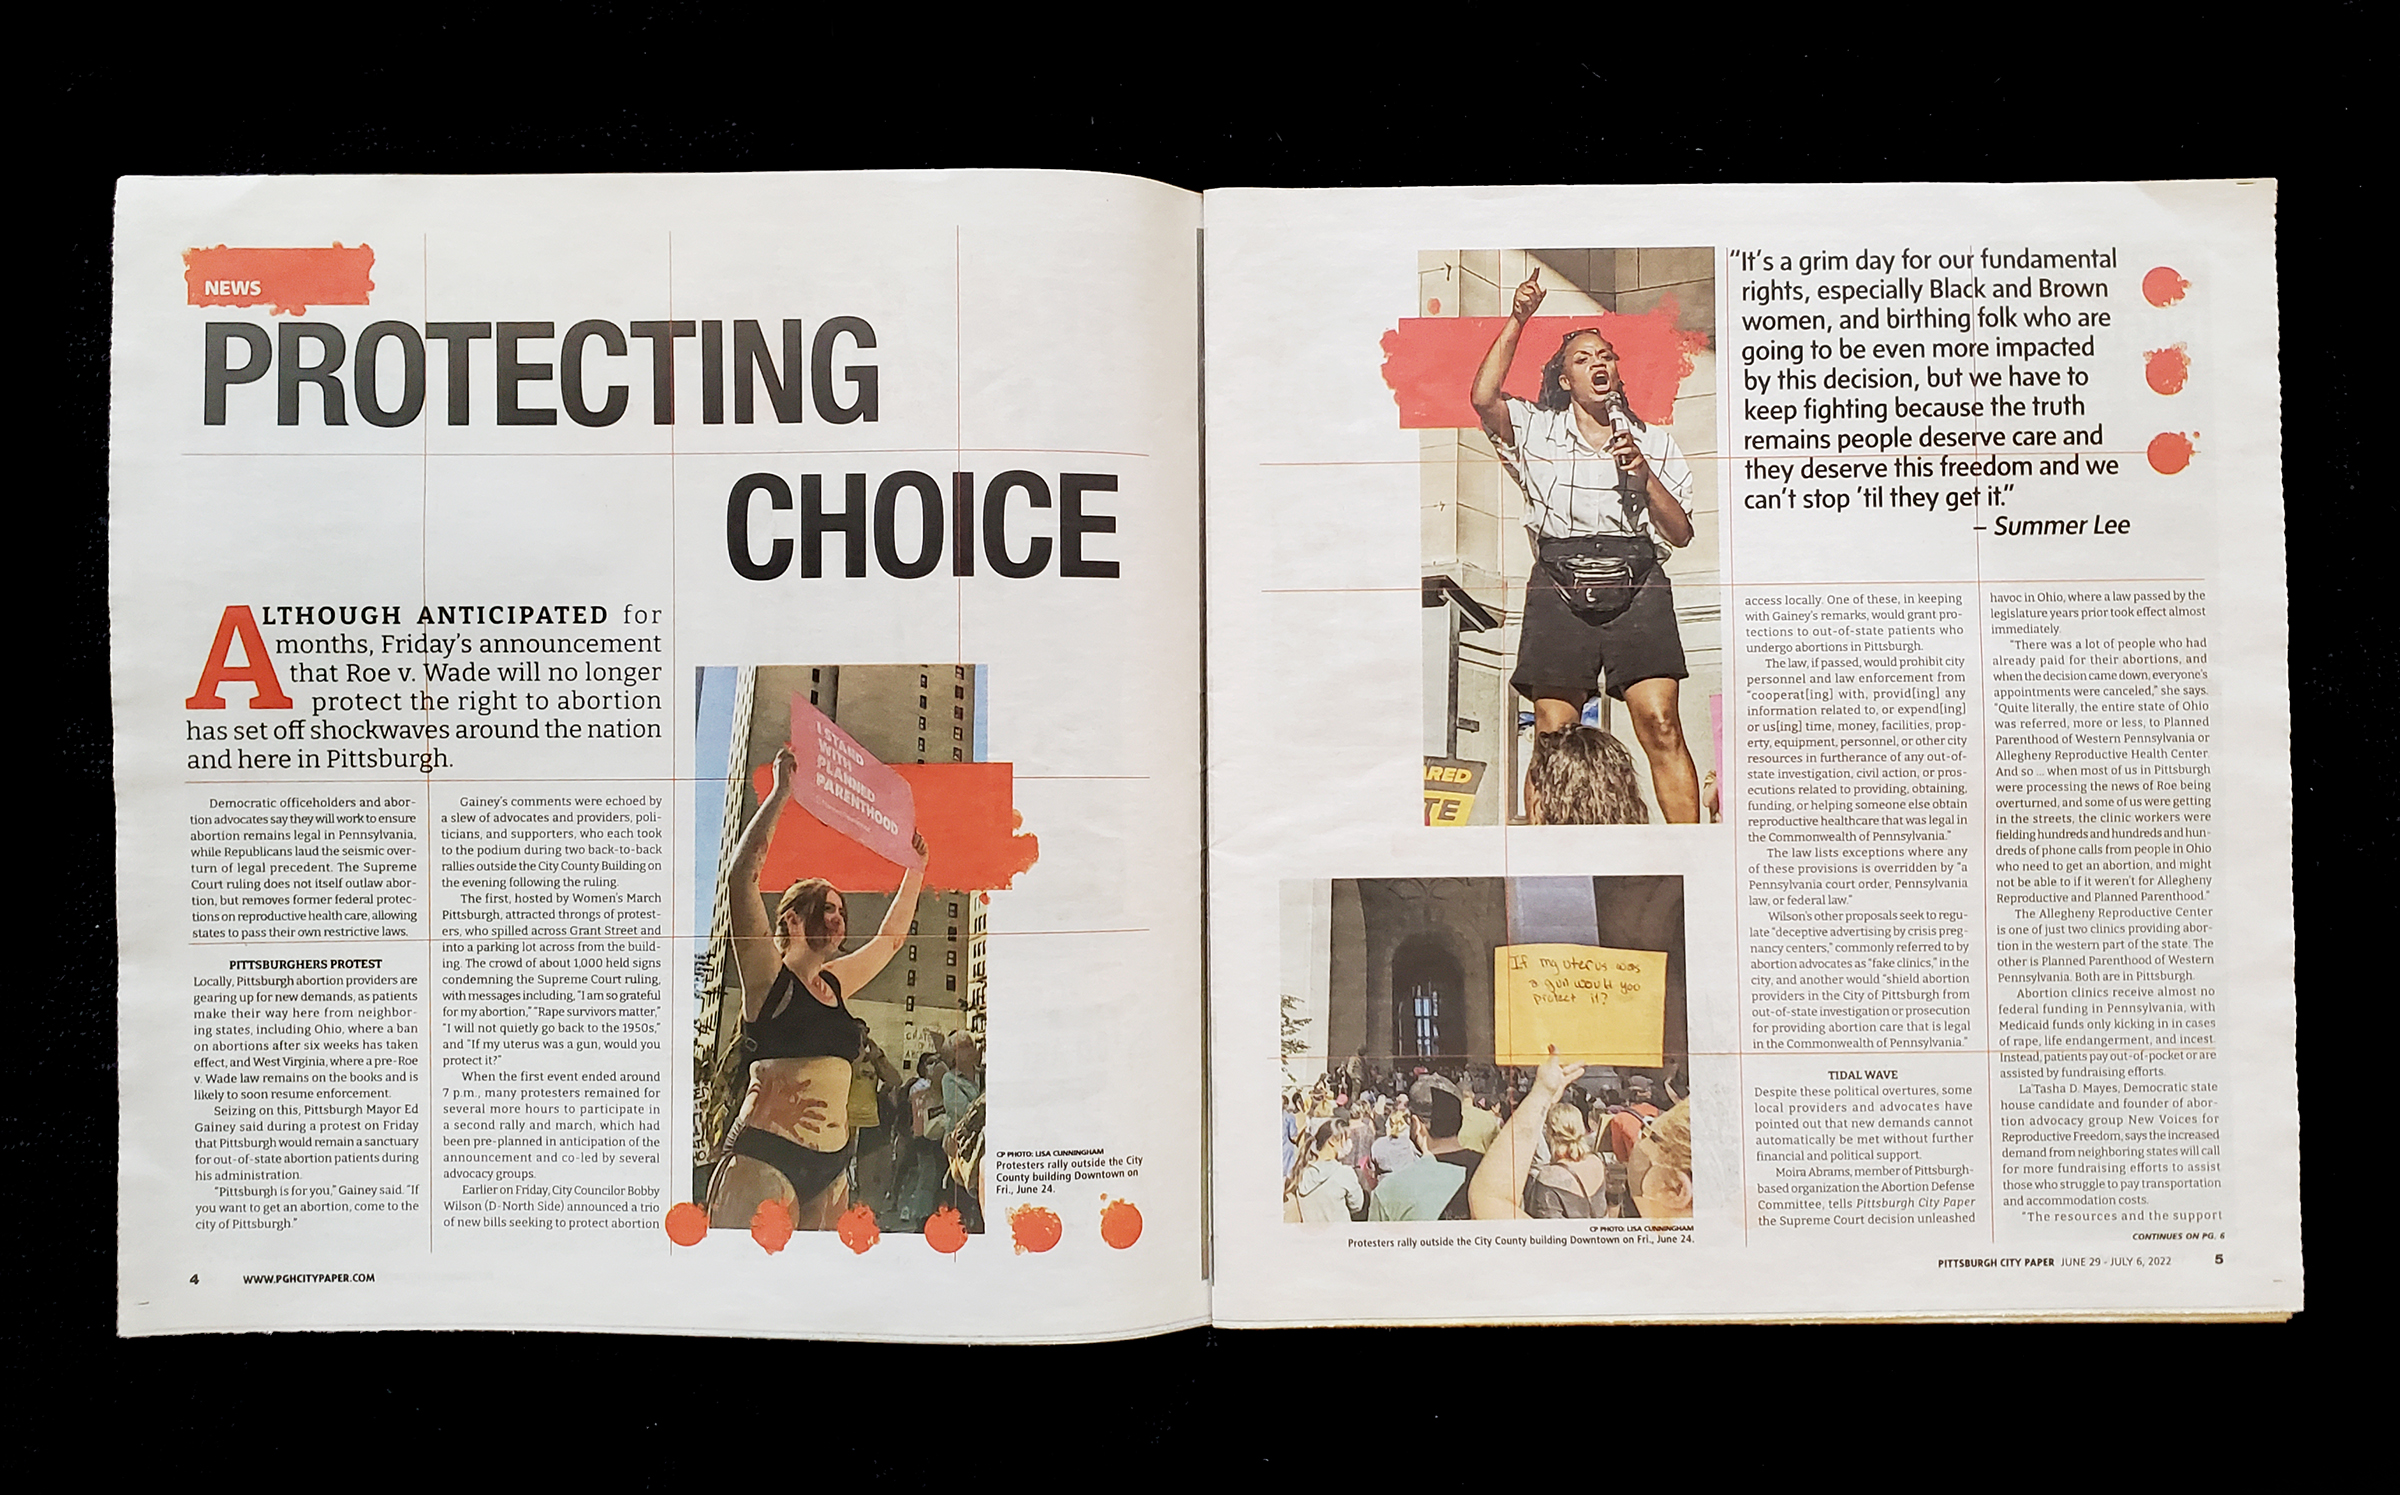 NEWS
PROTECTING
CHOICE
ALTHOUGH ANTICIPATED for
months, Friday's announcement
that Roe v. Wade will no longer
protect the right to abortion
has set off shockwaves around the nation
and here in Pittsburgh.
Democratic officeholders and abor-
tion advocates say they will work to ensure
abortion remains legal in Pennsylvania,
while Republicans laud the seismic over-
turn of legal precedent. The Supreme
Court ruling does not itself outlaw abor-
tion, but removes former federal protec-
tions on reproductive health care, allowing
states to pass their own restrictive laws.
PITTSBURGHERS PROTEST
Locally, Pittsburgh abortion providers are
gearing up for new demands, as patients
make their way here from neighbor-
ing states, including Ohio, where a ban
on abortions after six weeks has taken
effect, and West Virginia, where a pre-Roe
v. Wade law remains on the books and is
likely to soon resume enforcement.
Seizing on this, Pittsburgh Mayor Ed
Gainey said during a protest on Friday
that Pittsburgh would remain a sanctuary
for out-of-state abortion patients during
his administration.
"Pittsburgh is for you," Gainey said. "If
you want to get an abortion, come to the
city of Pittsburgh."
Gainey's comments were echoed by
a slew of advocates and providers, poli-
ticians, and supporters, who each took
to the podium during two back-to-back
rallies outside the City County Building on
the evening following the ruling.
The first, hosted by Women's March
Pittsburgh, attracted throngs of protest-
ers, who spilled across Grant Street and
into a parking lot across from the build-
ing. The crowd of about 1,000 held signs
condemning the Supreme Court ruling,
with messages including, "I am so grateful
for my abortion," "Rape survivors matter,"
"I will not quietly go back to the 1950s,"
and "If my uterus was a gun, would you
protect it?"
When the first event ended around
7 p.m., many protesters remained for
several more hours to participate in
a second rally and march, which had
been pre-planned in anticipation of the
announcement and co-led by several
advocacy groups.
Earlier on Friday, City Councilor Bobby
Wilson (D-North Side) announced a trio
of new bills seeking to protect abortion
I STAND
WITH
PLANNED
PARENTHOOD
CP PHOTO: LISA CUNNINGHAM
Protesters rally outside the City
County building Downtown on
Fri., June 24.
4 WWW.PGHCITYPAPER.COM
"It's a grim day for our fundamental
rights, especially Black and Brown
women, and birthing folk who are
going to be even more impacted
by this decision, but we have to
keep fighting because the truth
remains people deserve care and
they deserve this freedom and we
can't stop 'til they get it."
– Summer Lee
RED
TE
If my uterus was
a gun would you
protect it?
CP PHOTO: LISA CUNNINGHAM
Protesters rally outside the City County building Downtown on Fri., June 24.
access locally. One of these, in keeping
with Gainey's remarks, would grant pro-
tections to out-of-state patients who
undergo abortions in Pittsburgh.
The law, if passed, would prohibit city
personnel and law enforcement from
"cooperat[ing] with, provid[ing] any
information related to, or expend[ing]
or us[ing] time, money, facilities, prop-
erty, equipment, personnel, or other city
resources in furtherance of any out-of-
state investigation, civil action, or pros-
ecutions related to providing, obtaining,
funding, or helping someone else obtain
reproductive healthcare that was legal in
the Commonwealth of Pennsylvania."
The law lists exceptions where any
of these provisions is overridden by "a
Pennsylvania court order, Pennsylvania
law, or federal law."
Wilson's other proposals seek to regu-
late "deceptive advertising by crisis preg-
nancy centers," commonly referred to by
abortion advocates as "fake clinics," in the
city, and another would "shield abortion
providers in the City of Pittsburgh from
out-of-state investigation or prosecution
for providing abortion care that is legal
in the Commonwealth of Pennsylvania."
TIDAL WAVE
Despite these political overtures, some
local providers and advocates have
pointed out that new demands cannot
automatically be met without further
financial and political support.
Moira Abrams, member of Pittsburgh-
based organization the Abortion Defense
Committee, tells Pittsburgh City Paper
the Supreme Court decision unleashed
havoc in Ohio, where a law passed by the
legislature years prior took effect almost
immediately.
"There was a lot of people who had
already paid for their abortions, and
when the decision came down, everyone's
appointments were canceled," she says.
"Quite literally, the entire state of Ohio
was referred, more or less, to Planned
Parenthood of Western Pennsylvania or
Allegheny Reproductive Health Center.
And so ... when most of us in Pittsburgh
were processing the news of Roe being
overturned, and some of us were getting
in the streets, the clinic workers were
fielding hundreds and hundreds and hun-
dreds of phone calls from people in Ohio
who need to get an abortion, and might
not be able to if it weren't for Allegheny
Reproductive and Planned Parenthood."
The Allegheny Reproductive Center
is one of just two clinics providing abor-
tion in the western part of the state. The
other is Planned Parenthood of Western
Pennsylvania. Both are in Pittsburgh.
Abortion clinics receive almost no
federal funding in Pennsylvania, with
Medicaid funds only kicking in in cases
of rape, life endangerment, and incest.
Instead, patients pay out-of-pocket or are
assisted by fundraising efforts.
La'Tasha D. Mayes, Democratic state
house candidate and founder of abor-
tion advocacy group New Voices for
Reproductive Freedom, says the increased
demand from neighboring states will call
for more fundraising efforts to assist
those who struggle to pay transportation
and accommodation costs.
"The resources and the support
CONTINUES ON PG. 6
PITTSBURGH CITY PAPER JUNE 29 - JULY 6, 2022 5